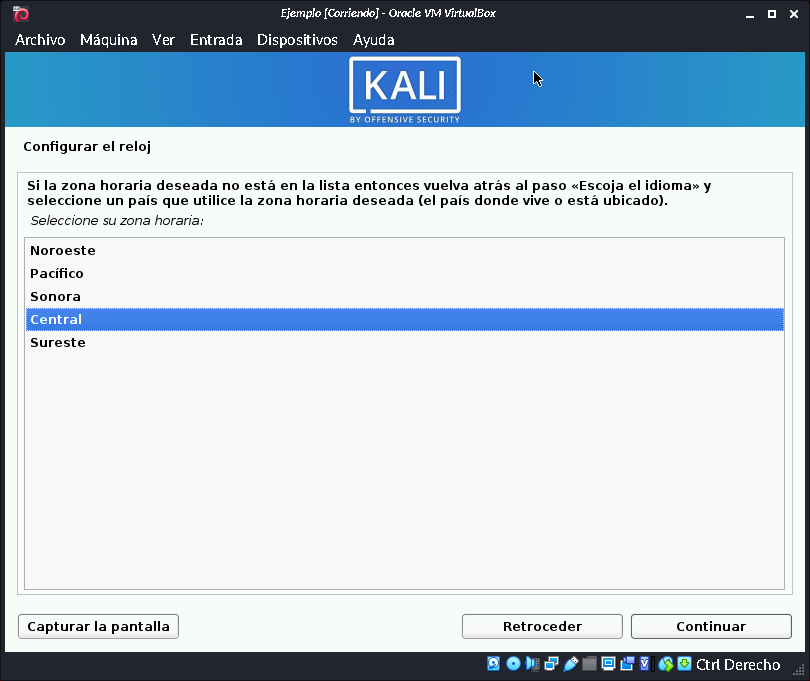 Ejemplo [Corriendo] - Oracle VM VirtualBox
Archivo Máquina Ver Entrada Dispositivos Ayuda
KALI
BY OFFENSIVE SECURITY
Configurar el reloj
Si la zona horaria deseada no está en la lista entonces vuelva atrás al paso «Escoja el idioma» y
seleccione un país que utilice la zona horaria deseada (el país donde vive o está ubicado).
Seleccione su zona horaria:
Noroeste
Pacífico
Sonora
Central
Sureste
Capturar la pantalla Retroceder Continuar
Ctrl Derecho